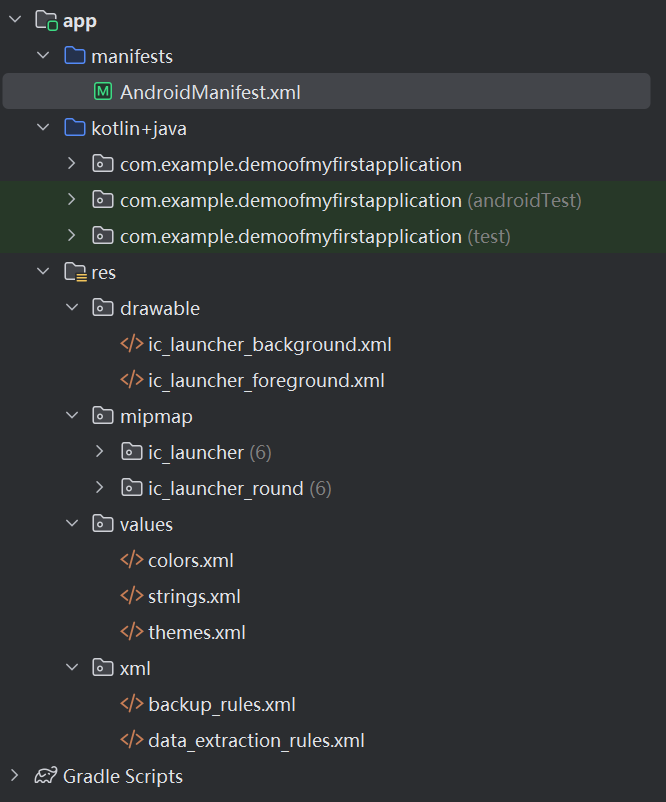 app
manifests
AndroidManifest.xml
kotlin+java
com.example.demoofmyfirstapplication
com.example.demoofmyfirstapplication (androidTest)
com.example.demoofmyfirstapplication (test)
res
drawable
ic_launcher_background.xml
ic_launcher_foreground.xml
mipmap
ic_launcher (6)
ic_launcher_round (6)
values
colors.xml
strings.xml
themes.xml
xml
backup_rules.xml
data_extraction_rules.xml
Gradle Scripts